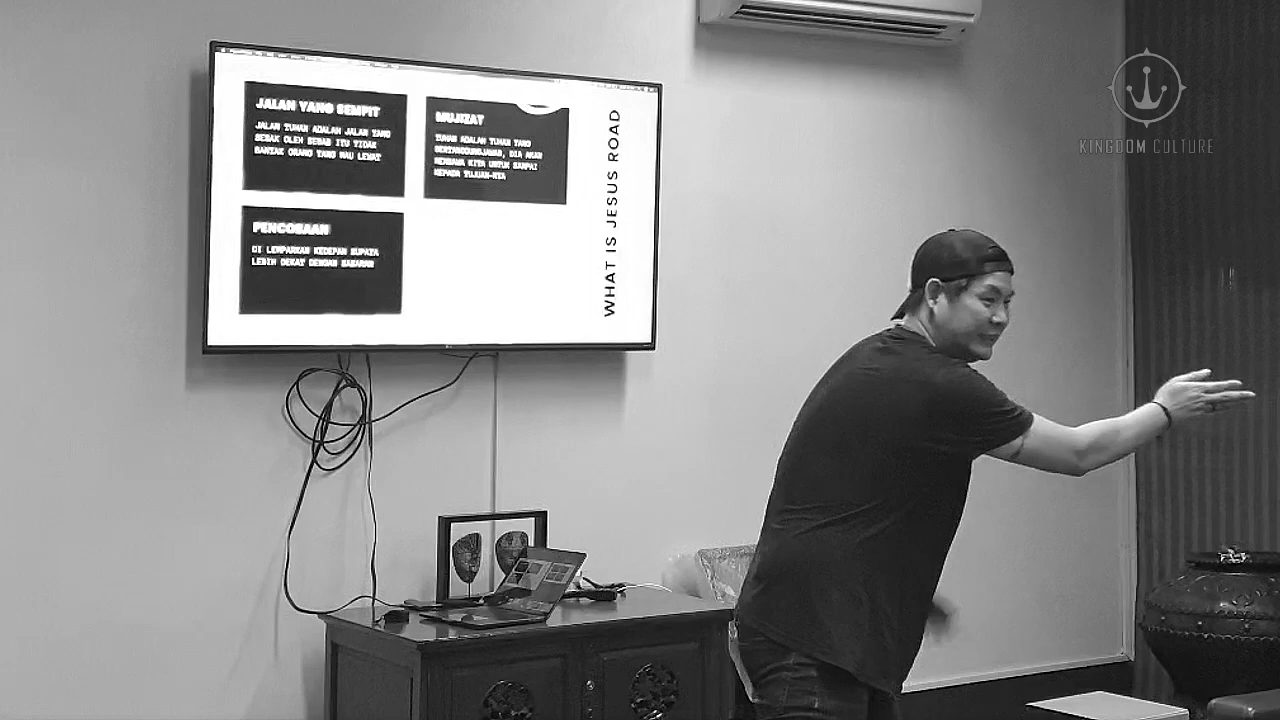 JALAN YANG SEMPIT
JALAN TUHAN ADALAH JALAN YANG
SESAK OLEH SEBAB ITU TIDAK
BANYAK ORANG YANG MAU LEWAT
MUJIZAT
TUHAN ADALAH TUHAN YANG
BERTANGGUNGJAWAB, DIA AKAN
MEMBAWA KITA UNTUK SAMPAI
KEPADA TUJUAN-NYA
PENCOBAAN
DI LEMPARKAN KEDEPAN SUPAYA
LEBIH DEKAT DENGAN SASARAN
WHAT IS JESUS ROAD
KINGDOM CULTURE